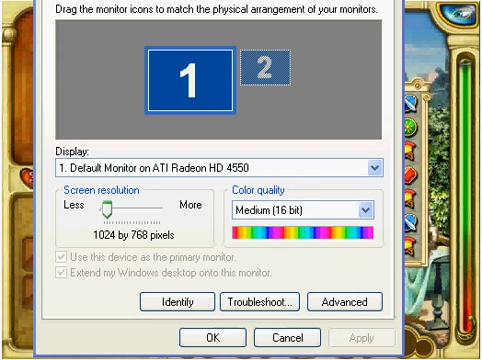 Drag the monitor icons to match the physical arrangement of your monitors.
1
2
Display:
1. Default Monitor on ATI Radeon HD 4550
Screen resolution
Less
More
1024 by 768 pixels
Color quality
Medium (16 bit)
Use this device as the primary monitor.
Extend my Windows desktop onto this monitor.
Identify
Troubleshoot...
Advanced
OK
Cancel
Apply